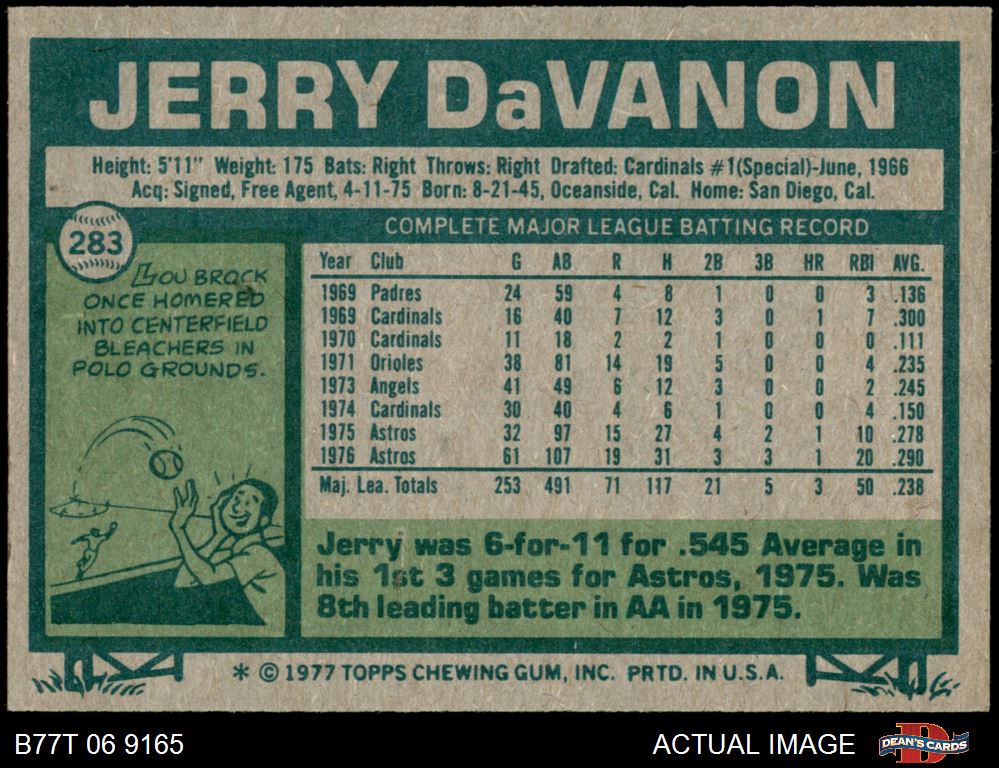 JERRY DaVANON
Height: 5'11" Weight: 175 Bats: Right Throws: Right Drafted: Cardinals #1(Special)-June, 1966
Acq: Signed, Free Agent, 4-11-75 Born: 8-21-45, Oceanside, Cal. Home: San Diego, Cal.
283
LOU BROCK
ONCE HOMERED
INTO CENTERFIELD
BLEACHERS IN
POLO GROUNDS.
COMPLETE MAJOR LEAGUE BATTING RECORD
Year Club G AB R H 2B 3B HR RBI AVG.
1969 Padres 24 59 4 8 1 0 0 3 .136
1969 Cardinals 16 40 7 12 3 0 1 7 .300
1970 Cardinals 11 18 2 2 1 0 0 0 .111
1971 Orioles 38 81 14 19 5 0 0 4 .235
1973 Angels 41 49 6 12 3 0 0 2 .245
1974 Cardinals 30 40 4 6 1 0 0 4 .150
1975 Astros 32 97 15 27 4 2 1 10 .278
1976 Astros 61 107 19 31 3 3 1 20 .290
Maj. Lea. Totals 253 491 71 117 21 5 3 50 .238
Jerry was 6-for-11 for .545 Average in
his 1st 3 games for Astros, 1975. Was
8th leading batter in AA in 1975.
* © 1977 TOPPS CHEWING GUM, INC. PRTD. IN U.S.A.
B77T 06 9165 ACTUAL IMAGE
DEAN'S CARDS